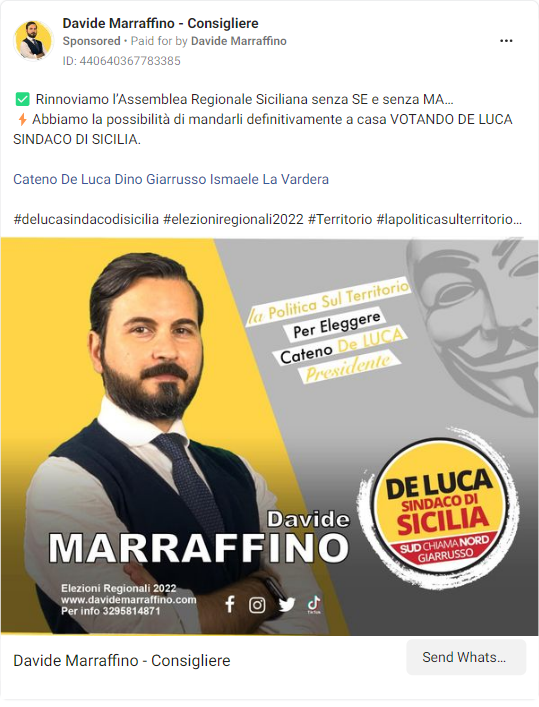 Davide Marraffino - Consigliere
Sponsored • Paid for by Davide Marraffino
ID: 440640367783385
✅ Rinnoviamo l'Assemblea Regionale Siciliana senza SE e senza MA...
⚡Abbiamo la possibilità di mandarli definitivamente a casa VOTANDO DE LUCA
SINDACO DI SICILIA.
Cateno De Luca Dino Giarrusso Ismaele La Vardera
#delucasindacodisicilia #elezioniregionali2022 #Territorio #lapoliticasulterritorio...
la Politica Sul Territorio
Per Eleggere
Cateno De LUCA
Presidente
DE LUCA
SINDACO DI
SICILIA
SUD CHIAMA NORD
GIARRUSSO
Davide
MARRAFFINO
Elezioni Regionali 2022
www.davidemarraffino.com
Per info 3295814871
TikTok
Davide Marraffino - Consigliere
Send Whats...